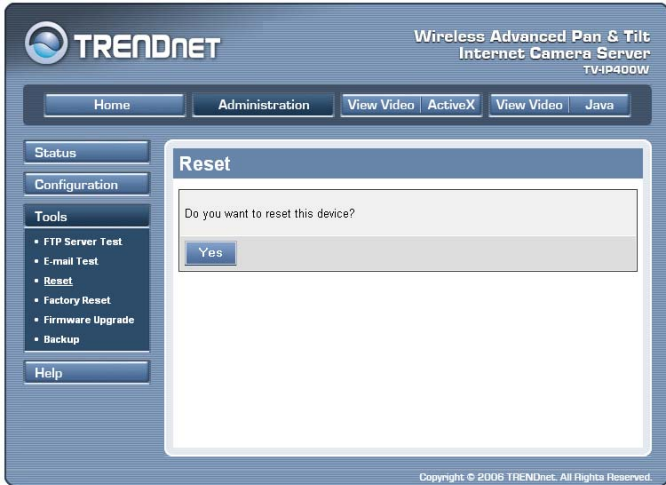 TRENDNET
Wireless Advanced Pan & Tilt
Internet Camera Server
TV-IP400W
Home
Administration
View Video ActiveX
View Video Java
Status
Configuration
Tools
• FTP Server Test
• E-mail Test
• Reset
• Factory Reset
• Firmware Upgrade
• Backup
Help
Reset
Do you want to reset this device?
Yes
Copyright © 2006 TRENDnet. All Rights Reserved.